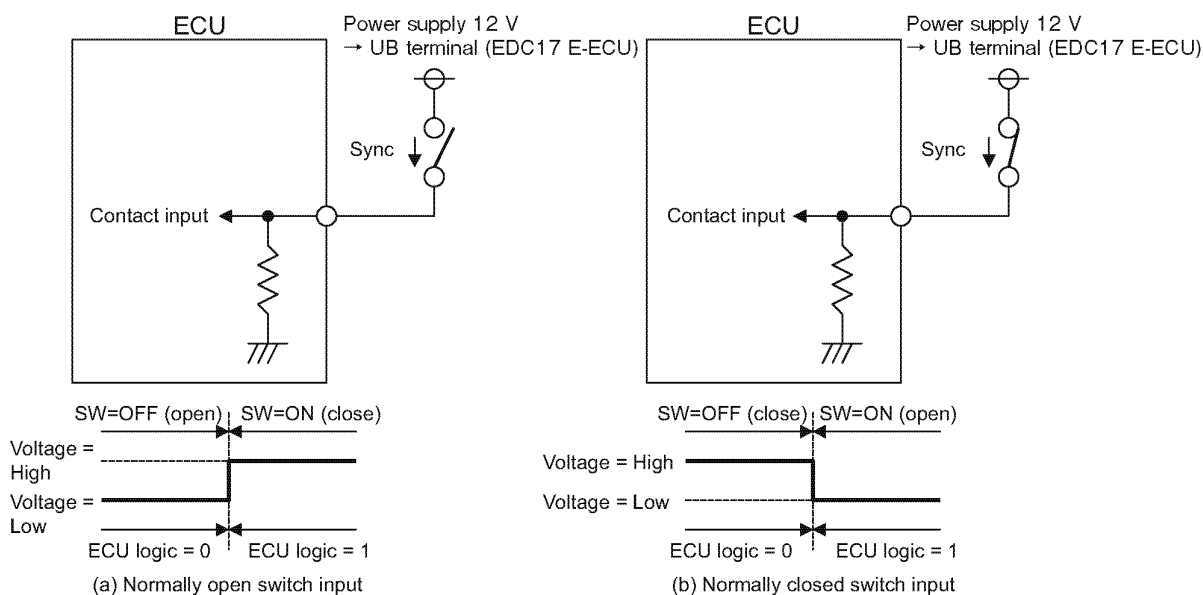 ECU
Power supply 12 V
→ UB terminal (EDC17 E-ECU)
Sync
Contact input
SW=OFF (open)
SW=ON (close)
Voltage =
High
Voltage =
Low
ECU logic = 0
ECU logic = 1
(a) Normally open switch input
ECU
Power supply 12 V
→ UB terminal (EDC17 E-ECU)
Sync
Contact input
SW=OFF (close)
SW=ON (open)
Voltage = High
Voltage = Low
ECU logic = 0
ECU logic = 1
(b) Normally closed switch input